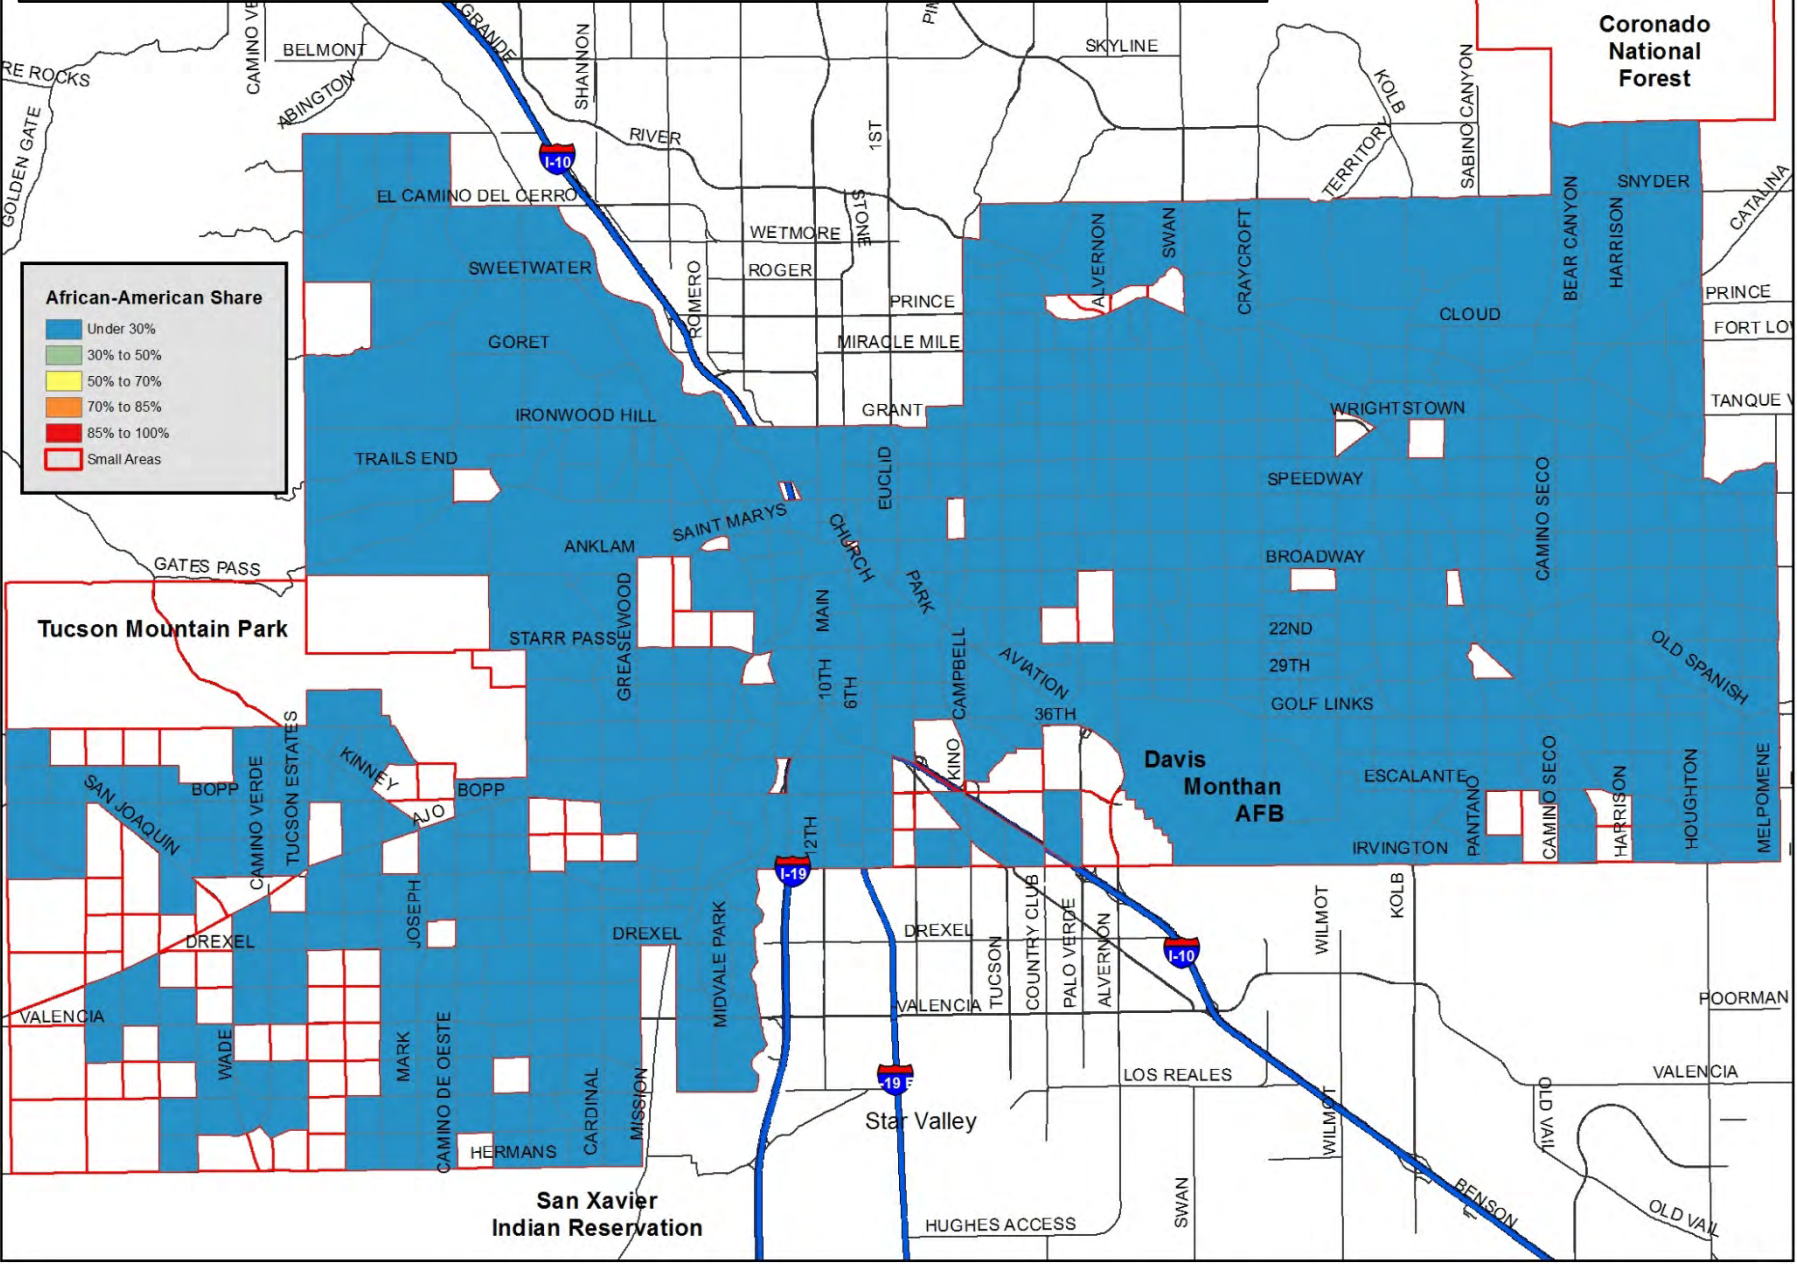 GRANDE
CAMINO VE
BELMONT
SHANNON
SKYLINE
Coronado
National
Forest
RE ROCKS
ABINGTON
KOLB
SABINO CANYON
GOLDEN GATE
RIVER
1ST
I-10
TERRITORY
EL CAMINO DEL CERRO
STONE
SNYDER
CATALINA
WETMORE
ALVERNON
SWAN
CRAYCROFT
BEAR CANYON
HARRISON
SWEETWATER
ROGER
ROMERO
African-American Share
Under 30%
30% to 50%
50% to 70%
70% to 85%
85% to 100%
Small Areas
PRINCE
PRINCE
CLOUD
FORT LO
GORET
MIRACLE MILE
IRONWOOD HILL
GRANT
WRIGHTSTOWN
TANQUE V
TRAILS END
EUCLID
SPEEDWAY
CAMINO SECO
SAINT MARYS
CHURCH
ANKLAM
BROADWAY
GATES PASS
PARK
GREASEWOOD
MAIN
Tucson Mountain Park
STARR PASS
22ND
OLD SPANISH
CAMPBELL
AVIATION
29TH
10TH
6TH
GOLF LINKS
36TH
TUCSON ESTATES
KINNEY
KINO
Davis
Monthan
AFB
ESCALANTE
CAMINO SECO
HOUGHTON
MELPOMENE
SAN JOAQUIN
BOPP
CAMINO VERDE
BOPP
AJO
PANTANO
HARRISON
12TH
IRVINGTON
I-19
JOSEPH
DREXEL
DREXEL
MIDVALE PARK
DREXEL
TUCSON
COUNTRY CLUB
PALO VERDE
ALVERNON
WILMOT
KOLB
I-10
VALENCIA
VALENCIA
POORMAN
WADE
MARK
CAMINO DE OESTE
CARDINAL
MISSION
-19 B
LOS REALES
VALENCIA
Star Valley
WILMOT
OLD VAIL
HERMANS
San Xavier
Indian Reservation
HUGHES ACCESS
SWAN
BENSON
OLD VAIL